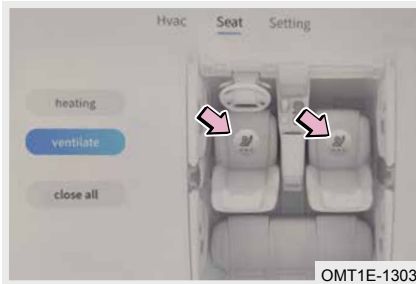 Hvac Seat Setting
heating
ventilate
close all
OMT1E-1303